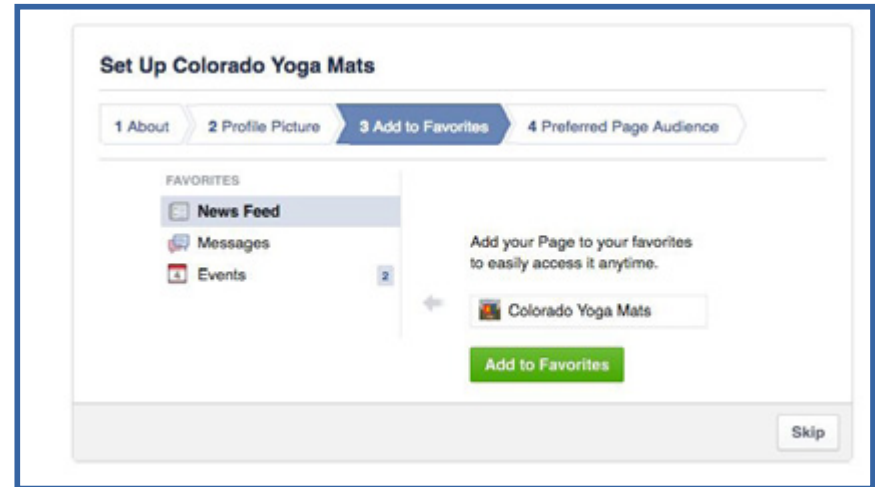 Set Up Colorado Yoga Mats
1 About 2 Profile Picture 3 Add to Favorites 4 Preferred Page Audience
FAVORITES
News Feed
Messages
4 Events 2
Add your Page to your favorites
to easily access it anytime.
Colorado Yoga Mats
Add to Favorites
Skip